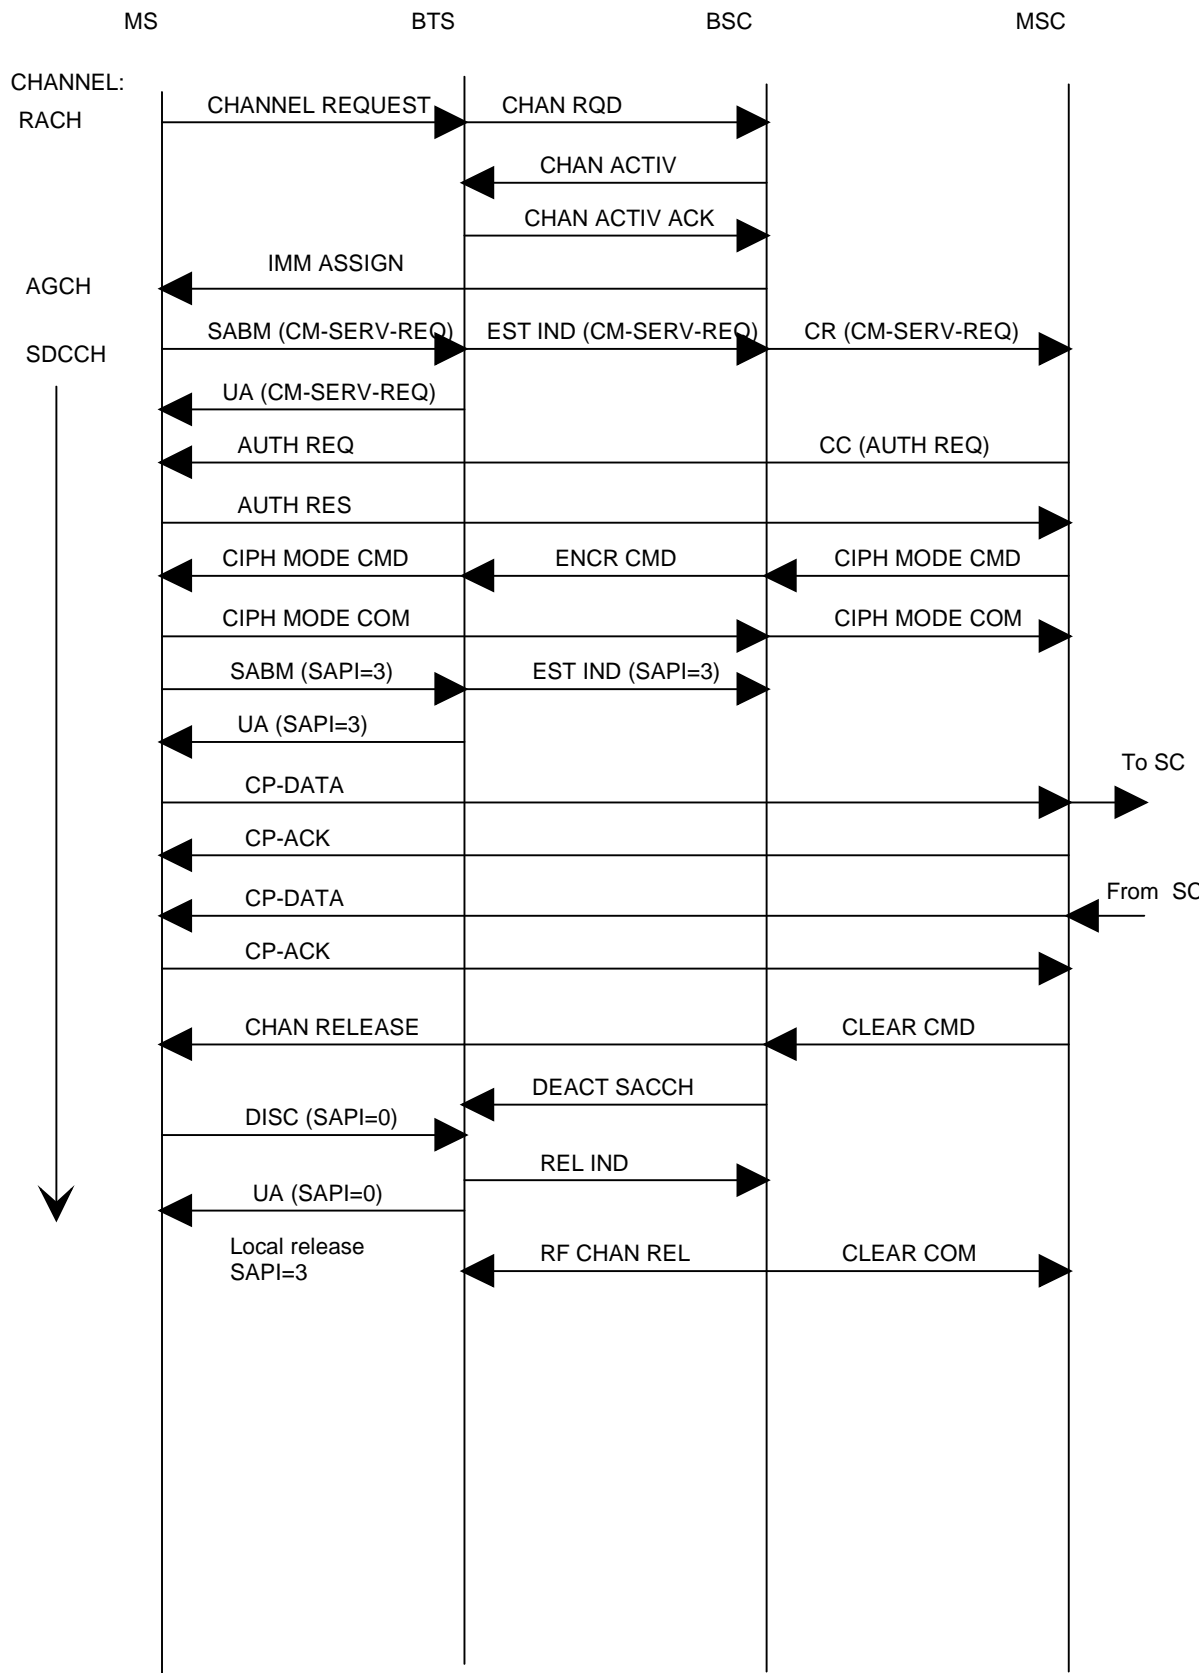 MS BTS BSC MSC
CHANNEL:
RACH CHANNEL REQUEST CHAN RQD
CHAN ACTIV
CHAN ACTIV ACK
IMM ASSIGN
AGCH
SABM (CM-SERV-REQ) EST IND (CM-SERV-REQ) CR (CM-SERV-REQ)
SDCCH
UA (CM-SERV-REQ)
AUTH REQ CC (AUTH REQ)
AUTH RES
CIPH MODE CMD ENCR CMD CIPH MODE CMD
CIPH MODE COM CIPH MODE COM
SABM (SAPI=3) EST IND (SAPI=3)
UA (SAPI=3)
To SC
CP-DATA
CP-ACK
CP-DATA From SC
CP-ACK
CHAN RELEASE CLEAR CMD
DEACT SACCH
DISC (SAPI=0)
REL IND
UA (SAPI=0)
Local release RF CHAN REL CLEAR COM
SAPI=3